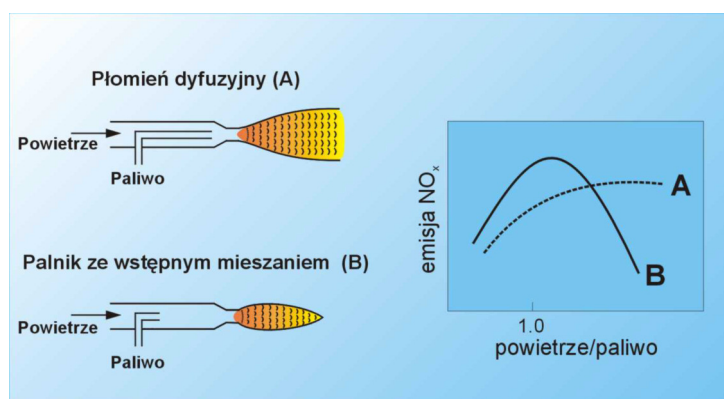 Płomień dyfuzyjny (A)
Powietrze
Paliwo
Palnik ze wstępnym mieszaniem (B)
Powietrze
Paliwo
emisja NOₓ
A
B
1.0
powietrze/paliwo